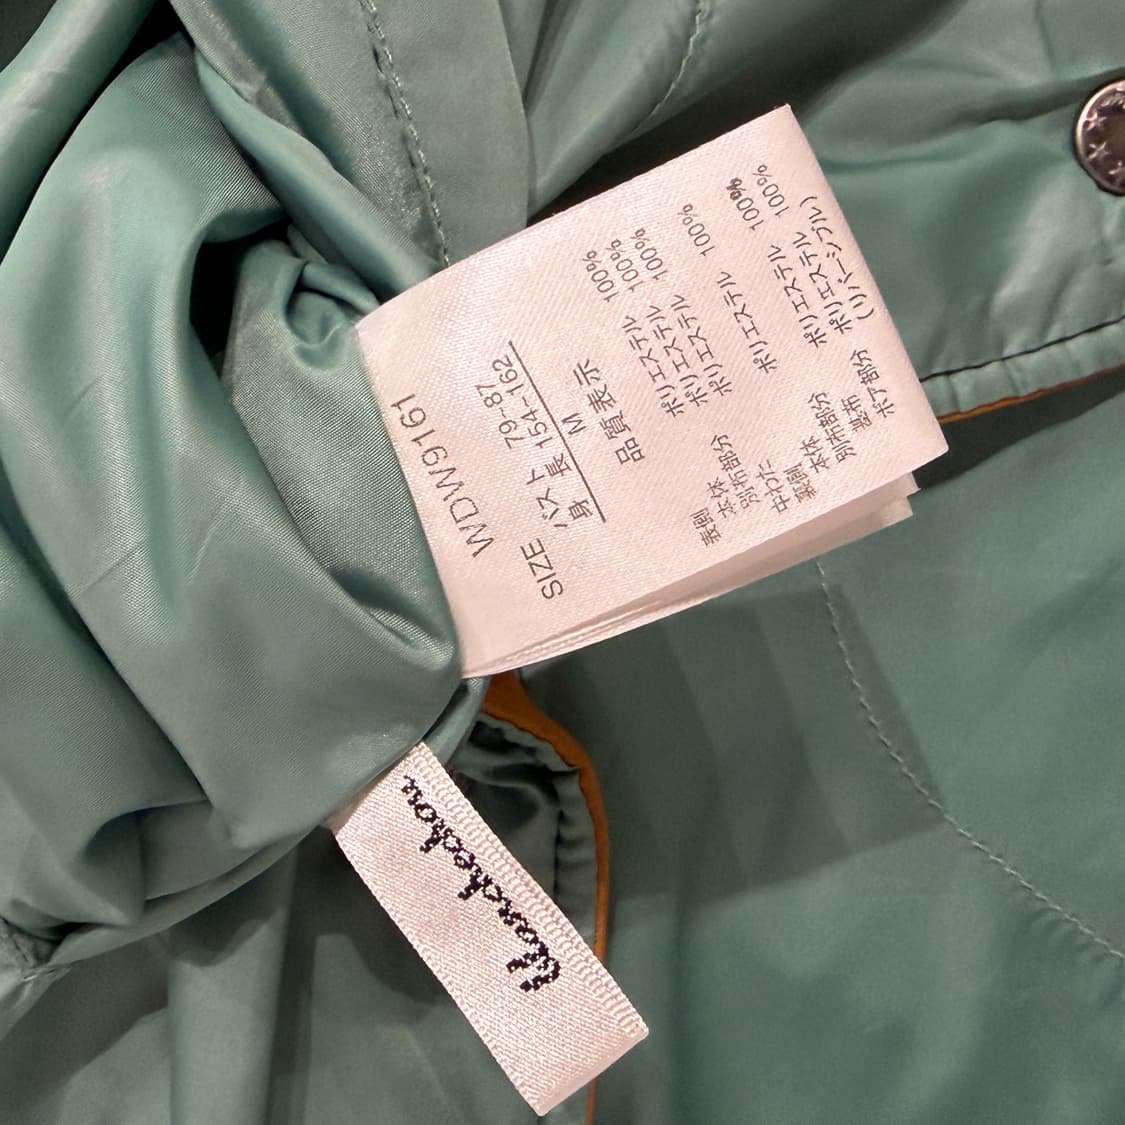 WDW9161
SIZE
バスト 79~87
身 長 154~162
M
品質表示
表側
本体 ポリエステル 100%
別布部分 ポリエステル 100%
中わた ポリエステル 100%
裏側
本体 ポリエステル 100%
別布部分 ポリエステル 100%
裏布 ポリエステル 100%
ボア部分 (リバーシブル)